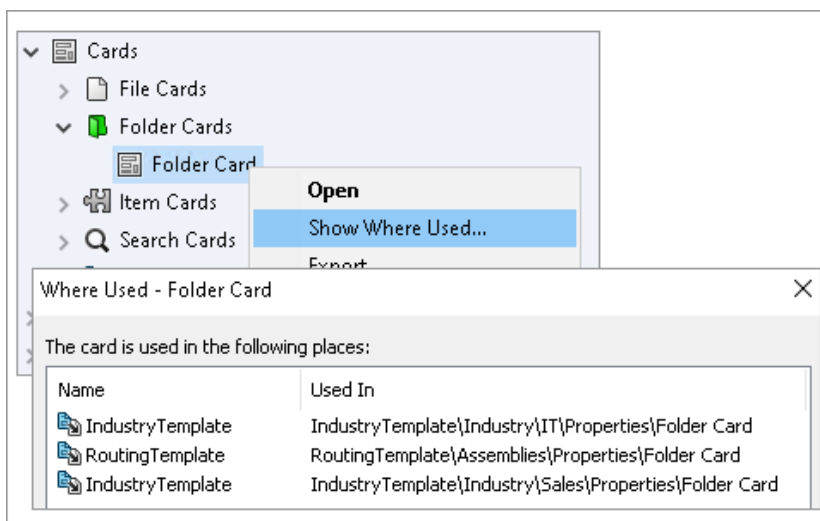 Cards
File Cards
Folder Cards
Folder Card
Open
Item Cards
Show Where Used...
Search Cards
Export
Where Used - Folder Card
The card is used in the following places:
Name Used In
IndustryTemplate IndustryTemplate\Industry\IT\Properties\Folder Card
RoutingTemplate RoutingTemplate\Assemblies\Properties\Folder Card
IndustryTemplate IndustryTemplate\Industry\Sales\Properties\Folder Card